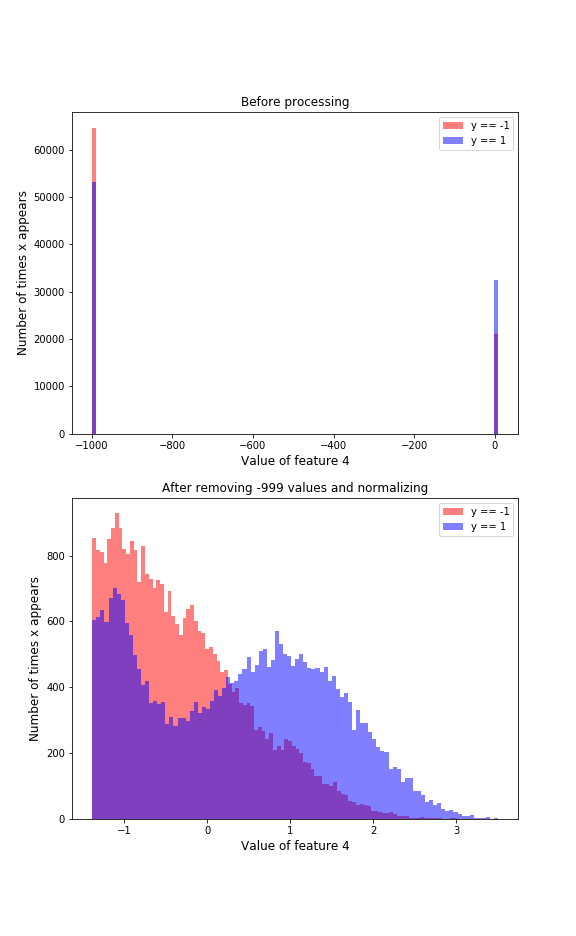 Before processing
y == -1
y == 1
60000
50000
40000
30000
20000
10000
0
Number of times x appears
−1000
−800
−600
−400
−200
0
Value of feature 4
After removing -999 values and normalizing
y == -1
y == 1
800
600
400
200
0
Number of times x appears
−1
0
1
2
3
Value of feature 4